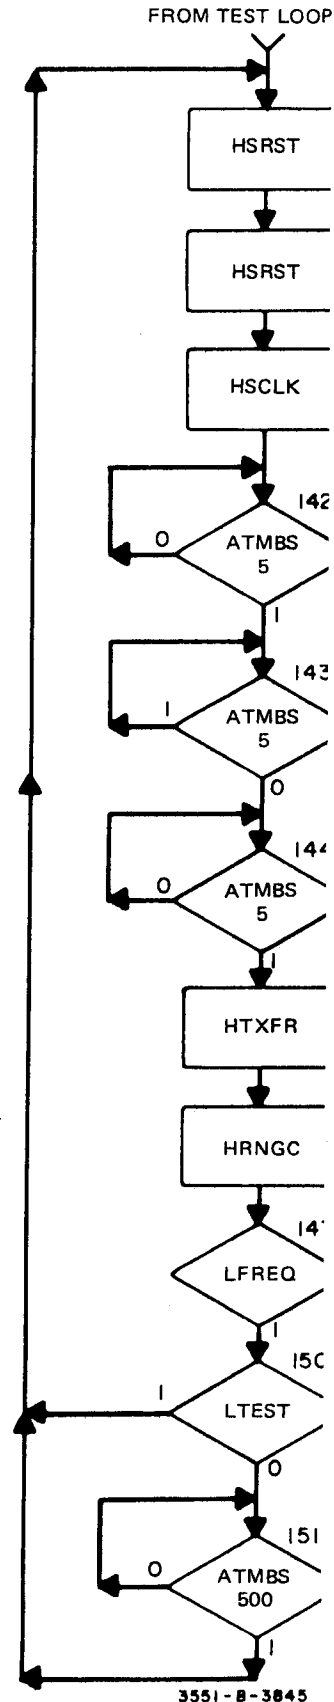 FROM TEST LOOP
HSRST
HSRST
HSCLK
142
0
ATMBS
5
1
143
1
ATMBS
5
0
144
0
ATMBS
5
1
HTXFR
HRNGC
LFREQ
1
150
1
LTEST
0
151
0
ATMBS
500
1
3551-B-3845